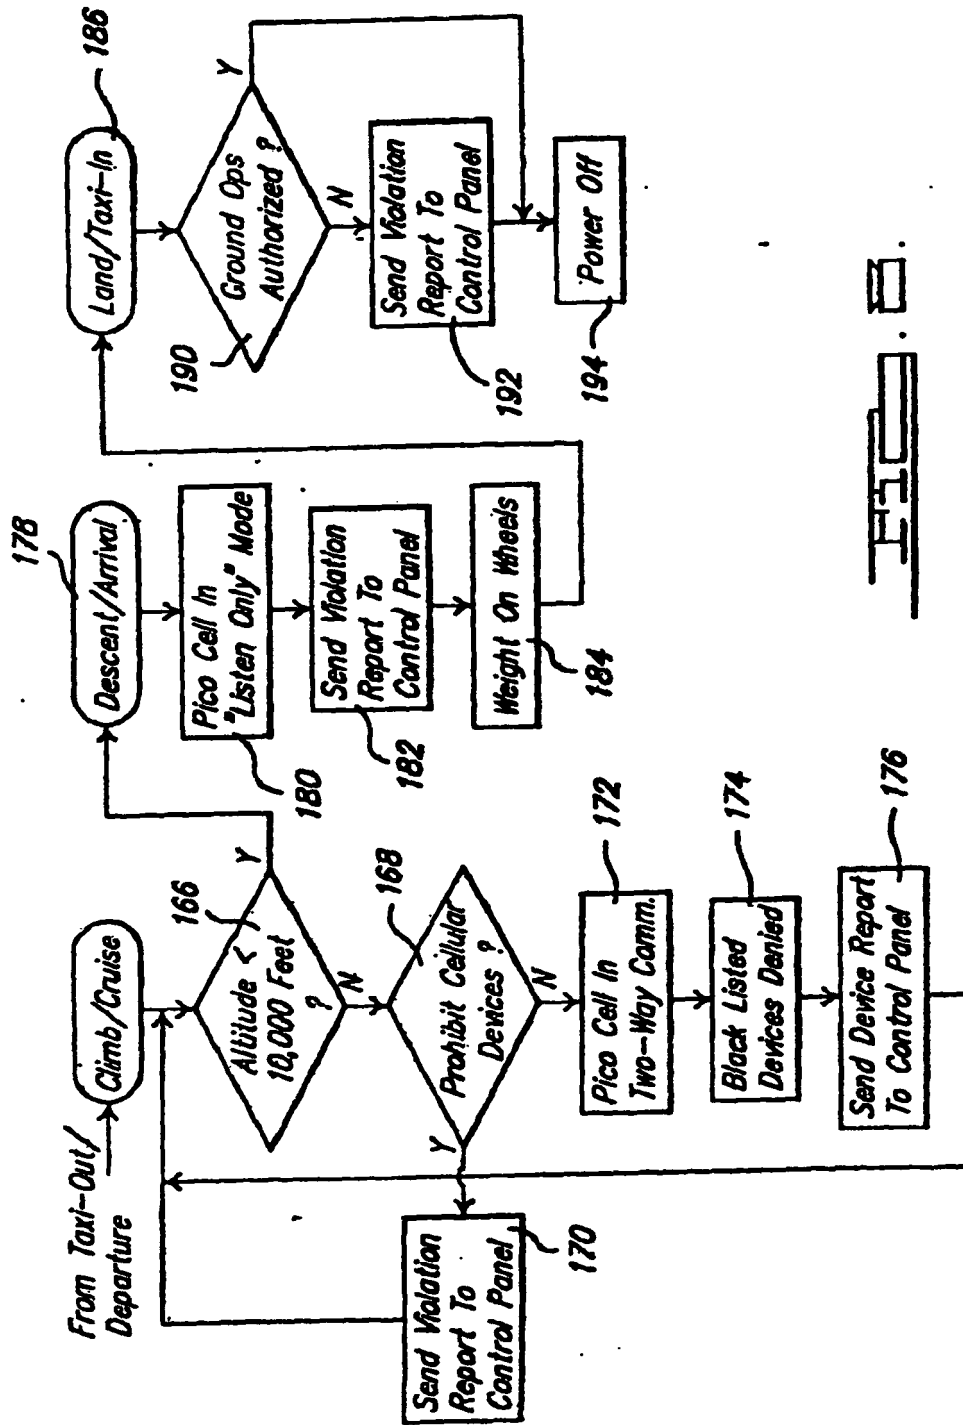 From Taxi-Out/
Departure
Climb/Cruise
166
Altitude <
10,000 Feet
?
Y
N
168
Prohibit Cellular
Devices ?
Y
N
Send Violation
Report To
Control Panel
170
Pico Cell In
Two-Way Comm.
172
Black Listed
Devices Denied
174
Send Device Report
To Control Panel
176
178
Descent/Arrival
Pico Cell In
"Listen Only" Mode
180
Send Violation
Report To
Control Panel
182
Weight On Wheels
184
186
Land/Taxi-In
Ground Ops
Authorized ?
190
Y
N
Send Violation
Report To
Control Panel
192
Power Off
194